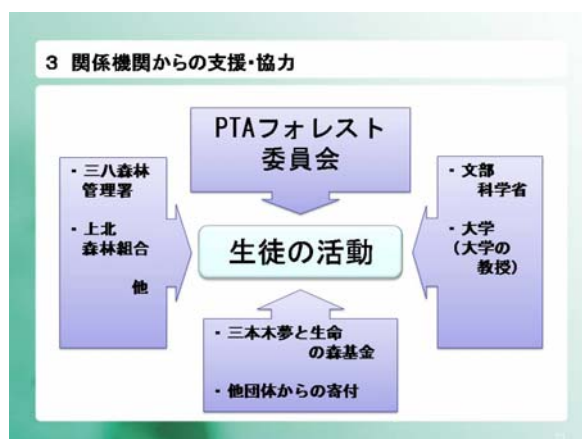 3 関係機関からの支援・協力
PTAフォレスト
委員会
・三八森林
管理署
・上北
森林組合
他
生徒の活動
・文部
科学省
・大学
(大学の
教授)
・三本木夢と生命
の森基金
・他団体からの寄付